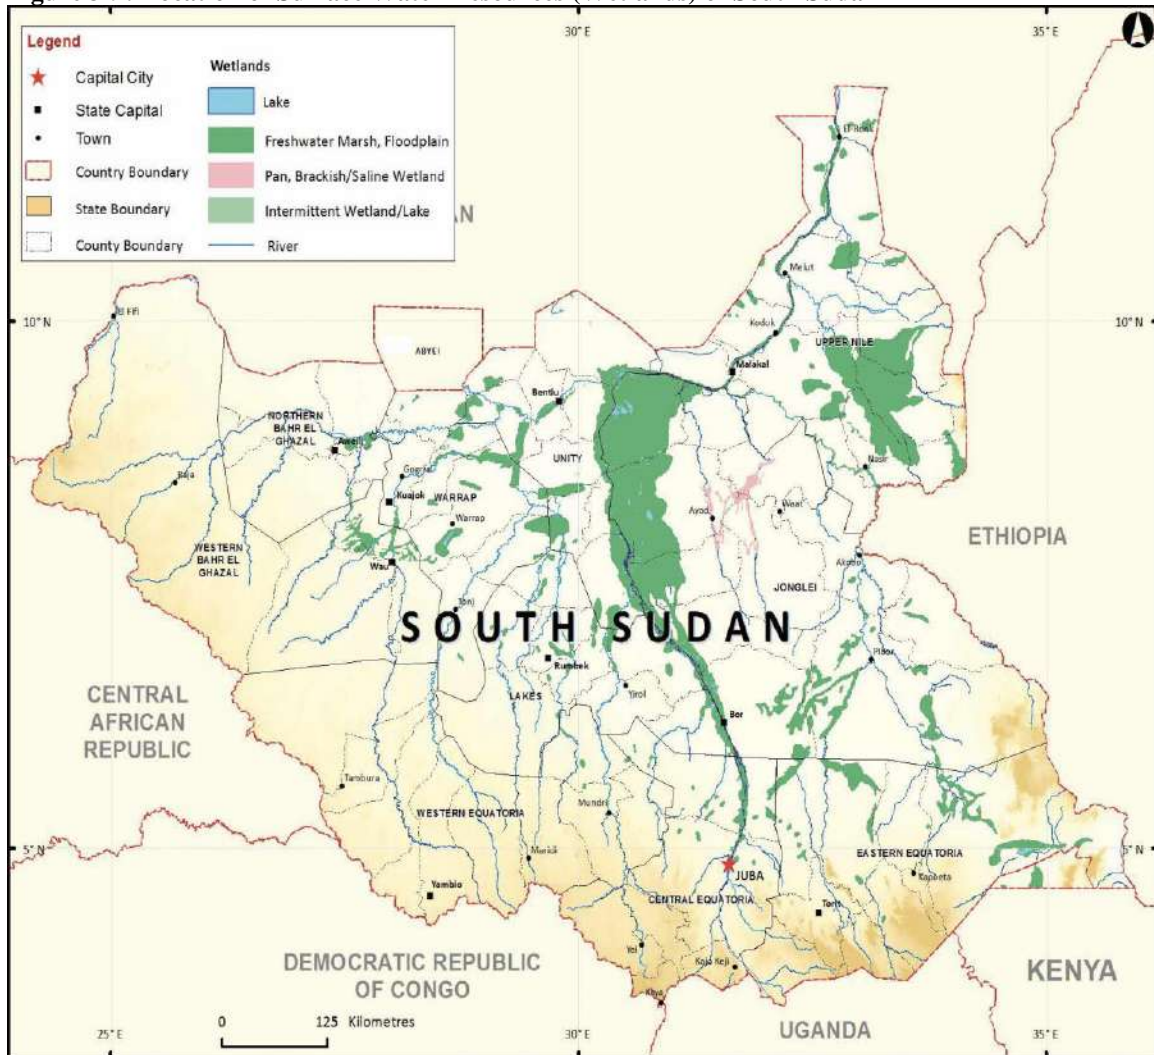 Legend
Capital City
State Capital
Town
Country Boundary
State Boundary
County Boundary
Wetlands
Lake
Freshwater Marsh, Floodplain
Pan, Brackish/Saline Wetland
Intermittent Wetland/Lake
River
30° E
35° E
10° N
10° N
Melut
Koduk
UPPER NILE
Malakal
ABYEI
Bentiu
NORTHERN
BAHR EL
GHAZAL
Aweil
UNITY
Nasir
Raja
Kuajok
WARRAP
Warrap
Ayod
Waat
ETHIOPIA
WESTERN
BAHR EL
GHAZAL
Wau
Akobo
JONGLEI
Tonj
SOUTH SUDAN
Rumbek
Pibor
CENTRAL
AFRICAN
REPUBLIC
LAKES
Yirol
Bor
Tambura
Mundri
WESTERN EQUATORIA
5° N
5° N
Maridi
EASTERN EQUATORIA
Kapoeta
JUBA
Yambio
CENTRAL EQUATORIA
Torit
Yei
Kajo Keji
DEMOCRATIC REPUBLIC
OF CONGO
KENYA
UGANDA
0 125 Kilometres
25° E
30° E
35° E